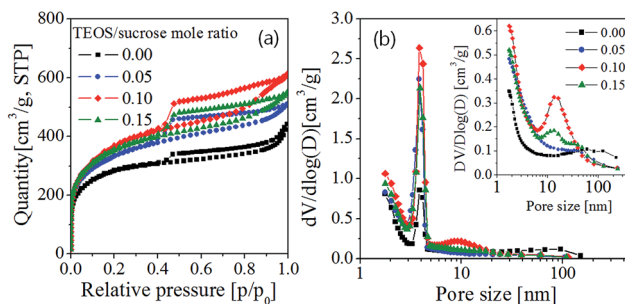 TEOS/sucrose mole ratio
(a)
0.00
0.05
0.10
0.15
Quantity[cm³/g, STP]
800
600
400
200
0
0.0 0.2 0.4 0.6 0.8 1.0
Relative pressure [p/p₀]
(b)
dV/dlog(D)[cm³/g]
3.0
2.5
2.0
1.5
1.0
0.5
0.0
1 10 100 1000
Pore size [nm]
DV/Dlog(D) [cm³/g]
0.6
0.5
0.4
0.3
0.2
0.1
0.0
1 10 100
Pore size [nm]
0.00
0.05
0.10
0.15